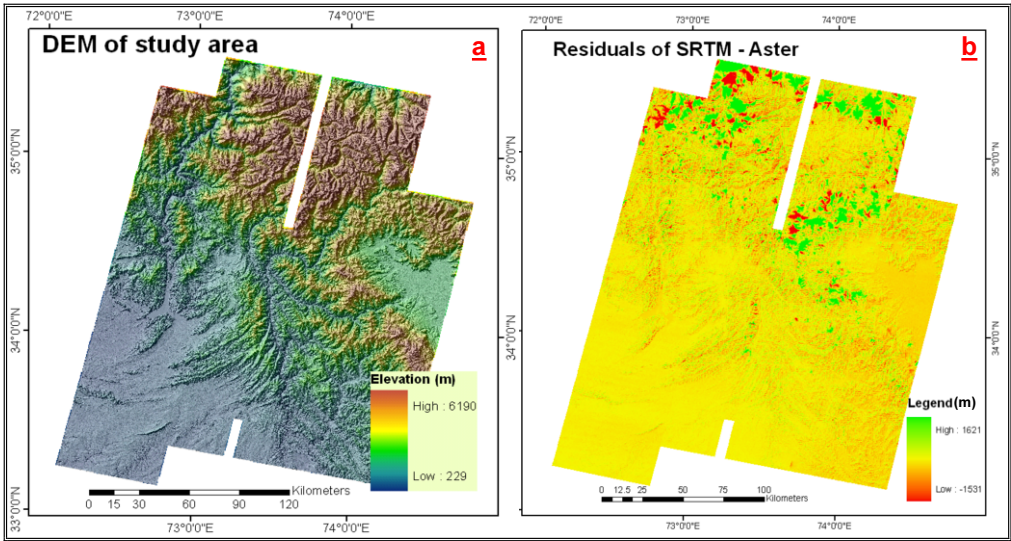 72°0'0"E
73°0'0"E
74°0'0"E
DEM of study area
a
35°0'0"N
34°0'0"N
33°0'0"N
35°0'0"N
34°0'0"N
Elevation (m)
High : 6190
Low : 229
Kilometers
0 15 30 60 90 120
73°0'0"E
74°0'0"E
72°0'0"E
73°0'0"E
74°0'0"E
Residuals of SRTM - Aster
b
35°0'0"N
34°0'0"N
Legend(m)
High : 1621
Low : -1531
0 12.5 25 50 75 100
Kilometers
73°0'0"E
74°0'0"E